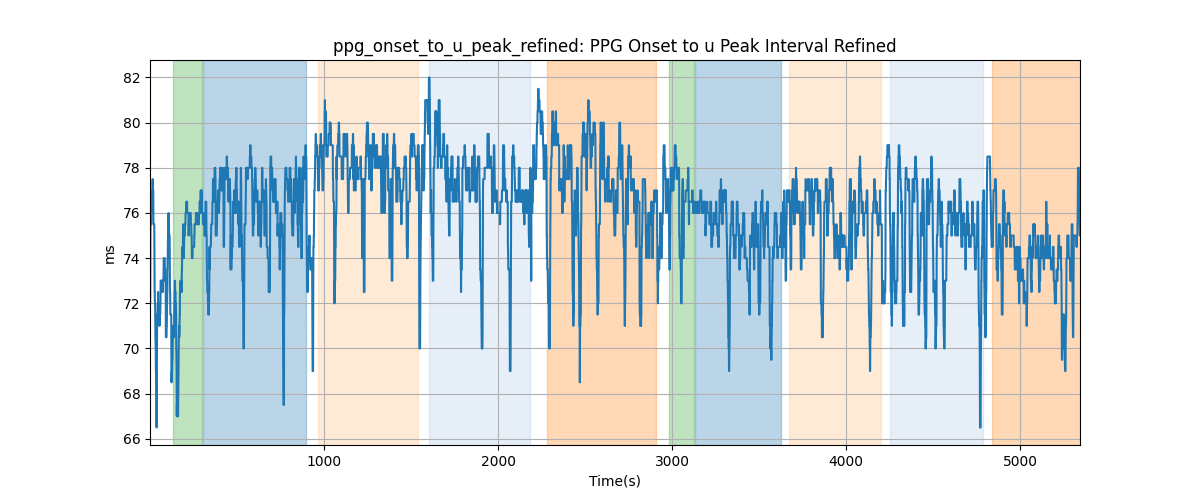 ppg_onset_to_u_peak_refined: PPG Onset to u Peak Interval Refined
82
80
78
76
74
72
70
68
66
ms
1000 2000 3000 4000 5000
Time(s)